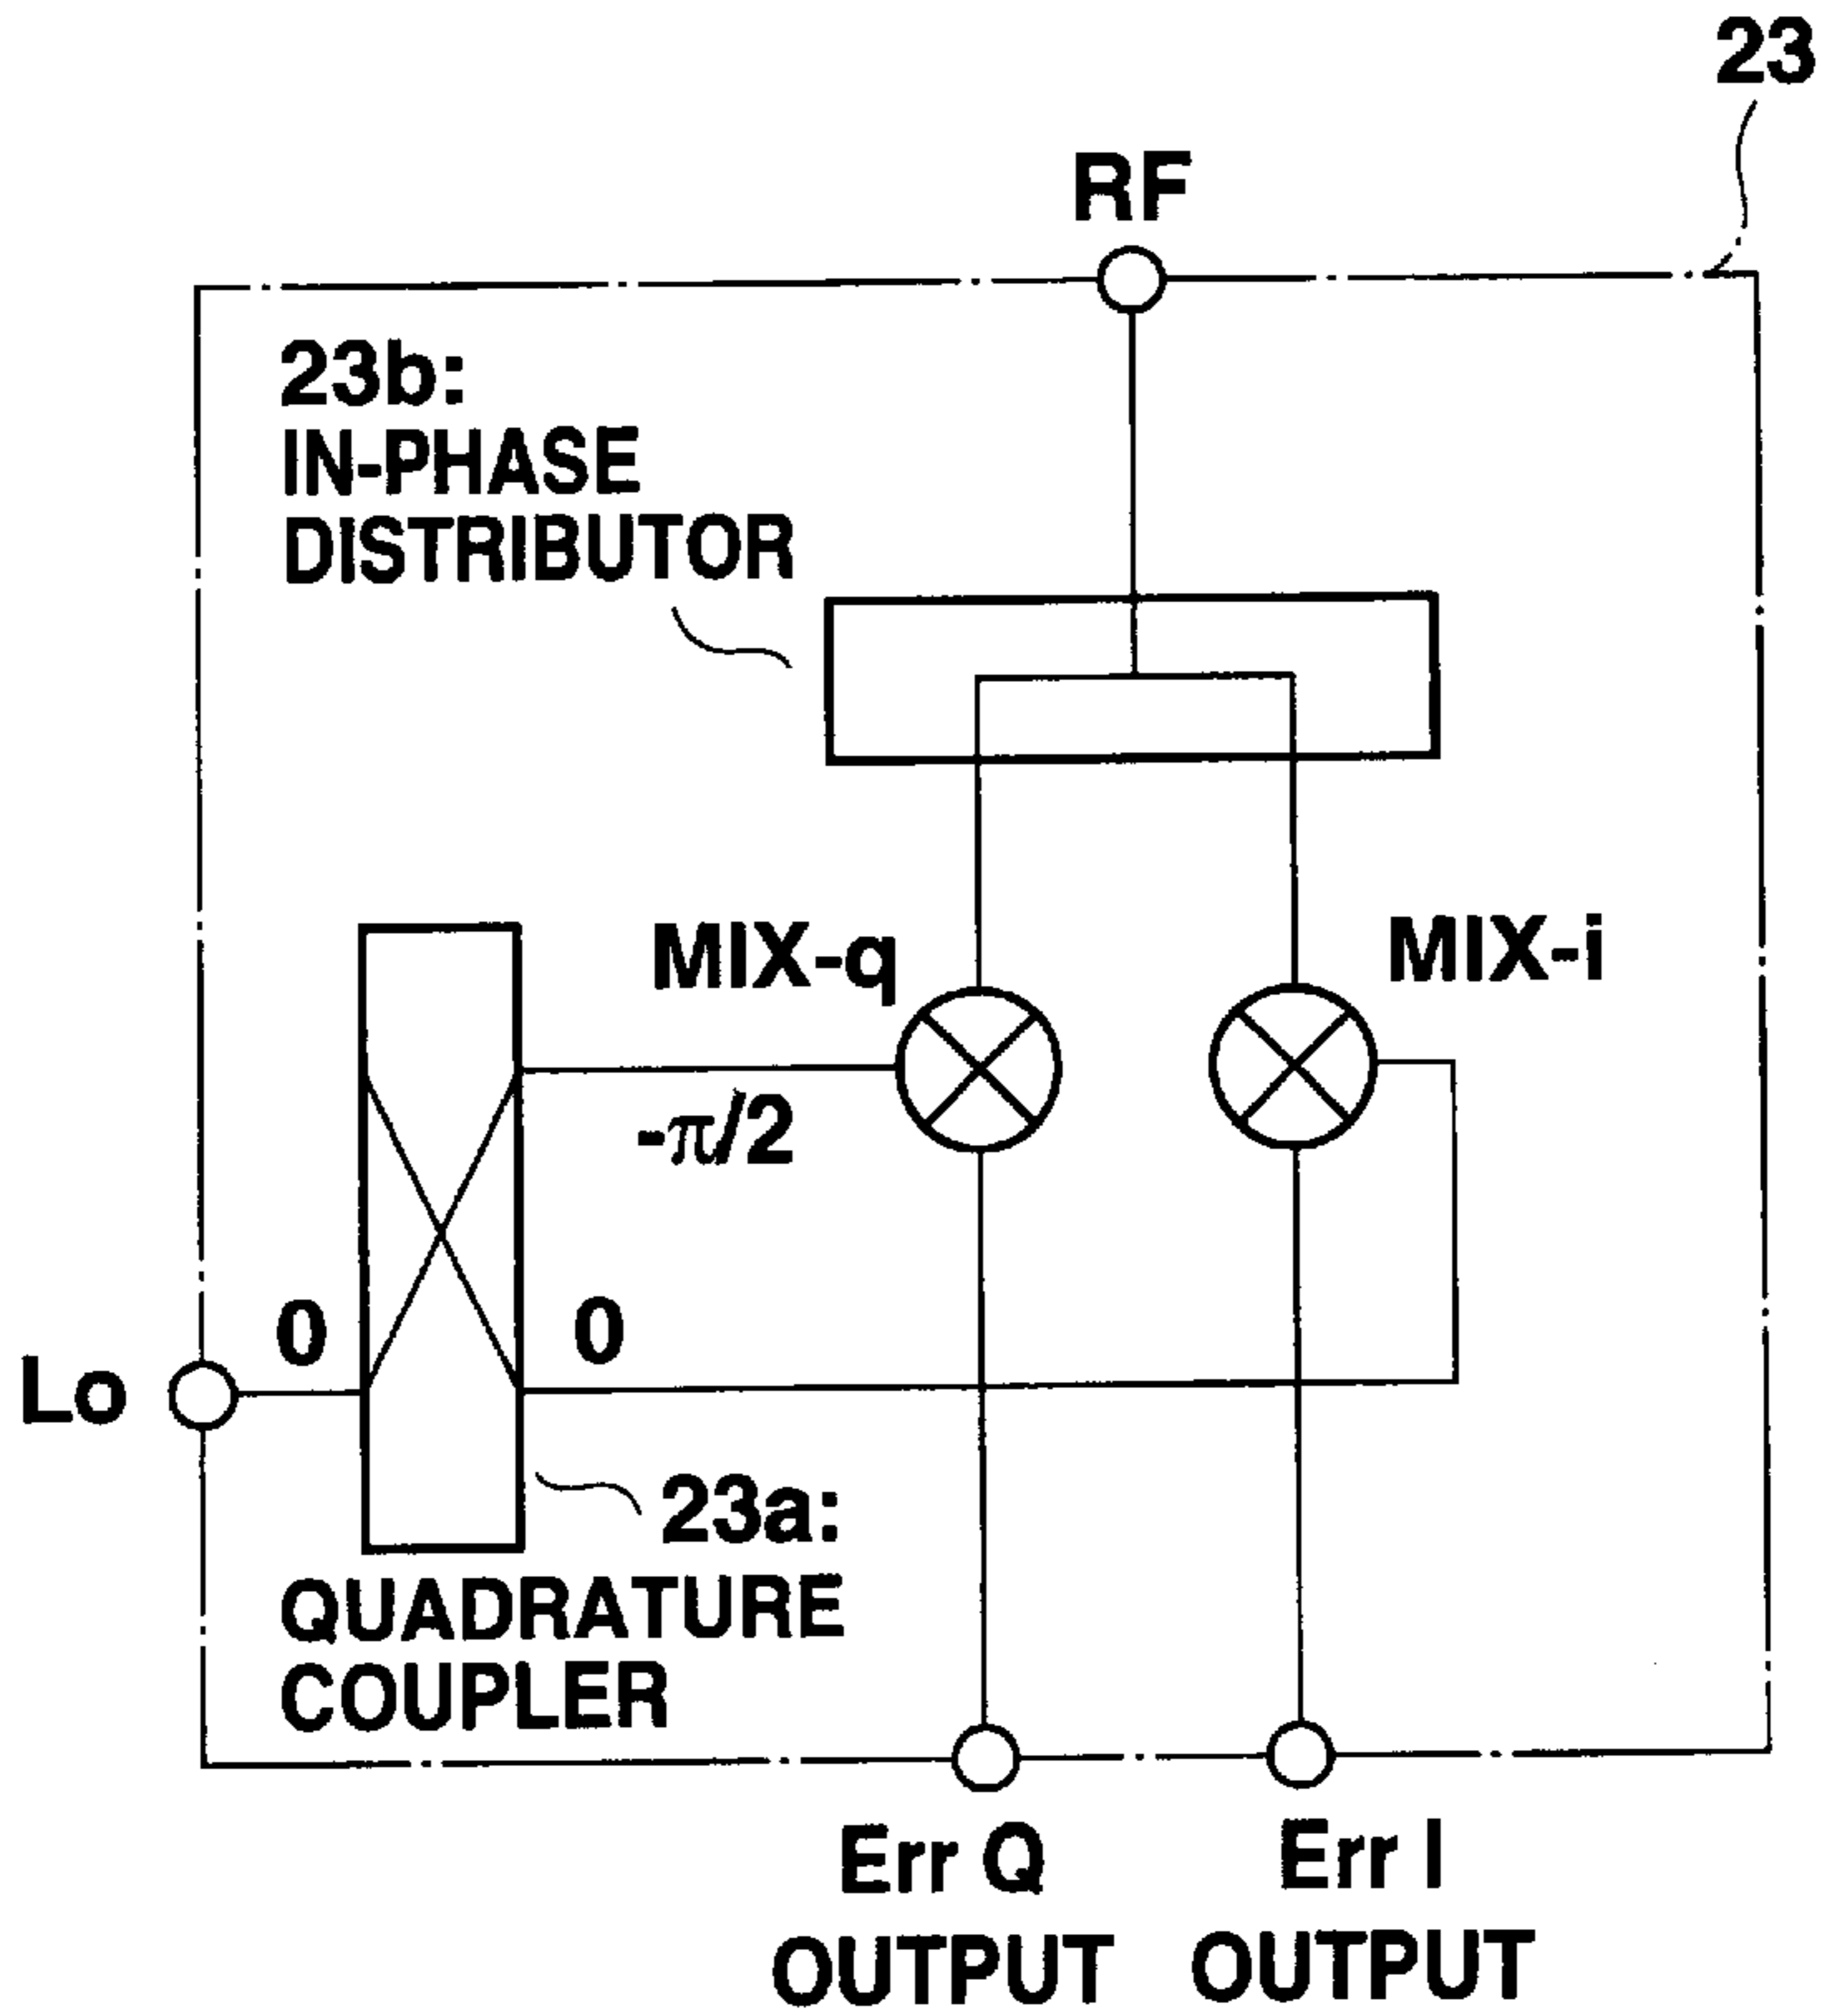 23
RF
23b:
IN-PHASE
DISTRIBUTOR
MIX-q
MIX-i
-π/2
0
0
Lo
23a:
QUADRATURE
COUPLER
Err Q
OUTPUT
Err I
OUTPUT